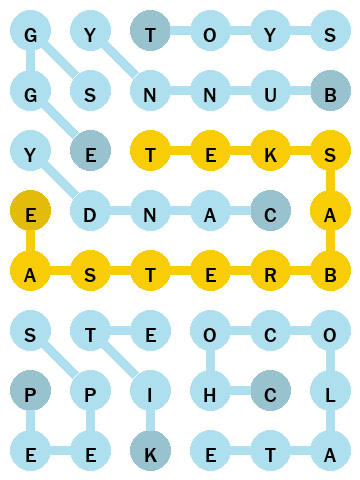 G Y T O Y S
G S N N U B
Y E T E K S
E D N A C A
A S T E R B
S T E O C O
P P I H C L
E E K E T A